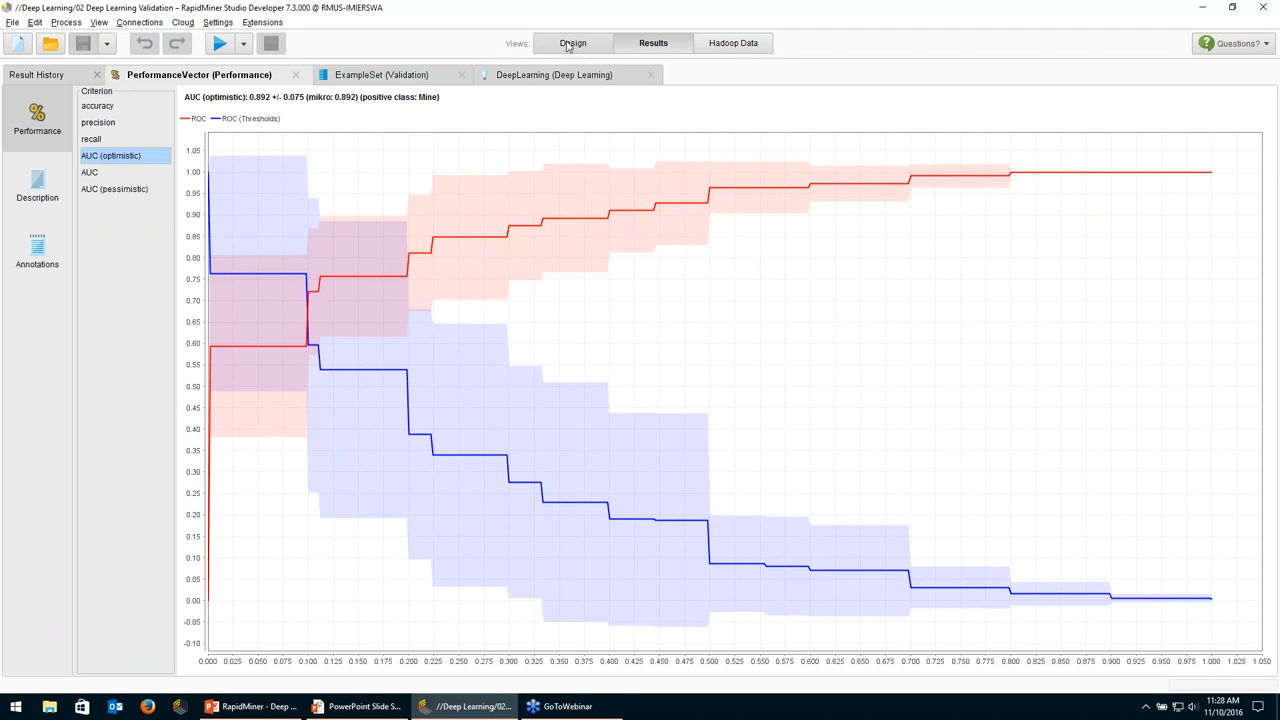 //Deep Learning/02 Deep Learning Validation – RapidMiner Studio Developer 7.3.000 @ RMUS-IMIERSWA
File Edit Process View Connections Cloud Settings Extensions
Views: Design Results Hadoop Data Questions?
Result History PerformanceVector (Performance) ExampleSet (Validation) DeepLearning (Deep Learning)
Performance
Description
Annotations
Criterion
accuracy
precision
recall
AUC (optimistic)
AUC
AUC (pessimistic)
AUC (optimistic): 0.892 +/- 0.075 (mikro: 0.892) (positive class: Mine)
ROC ROC (Thresholds)
1.05
1.00
0.95
0.90
0.85
0.80
0.75
0.70
0.65
0.60
0.55
0.50
0.45
0.40
0.35
0.30
0.25
0.20
0.15
0.10
0.05
0.00
-0.05
-0.10
0.000 0.025 0.050 0.075 0.100 0.125 0.150 0.175 0.200 0.225 0.250 0.275 0.300 0.325 0.350 0.375 0.400 0.425 0.450 0.475 0.500 0.525 0.550 0.575 0.600 0.625 0.650 0.675 0.700 0.725 0.750 0.775 0.800 0.825 0.850 0.875 0.900 0.925 0.950 0.975 1.000 1.025 1.050
RapidMiner - Deep ... PowerPoint Slide S... //Deep Learning/02... GoToWebinar
11:28 AM
11/10/2016